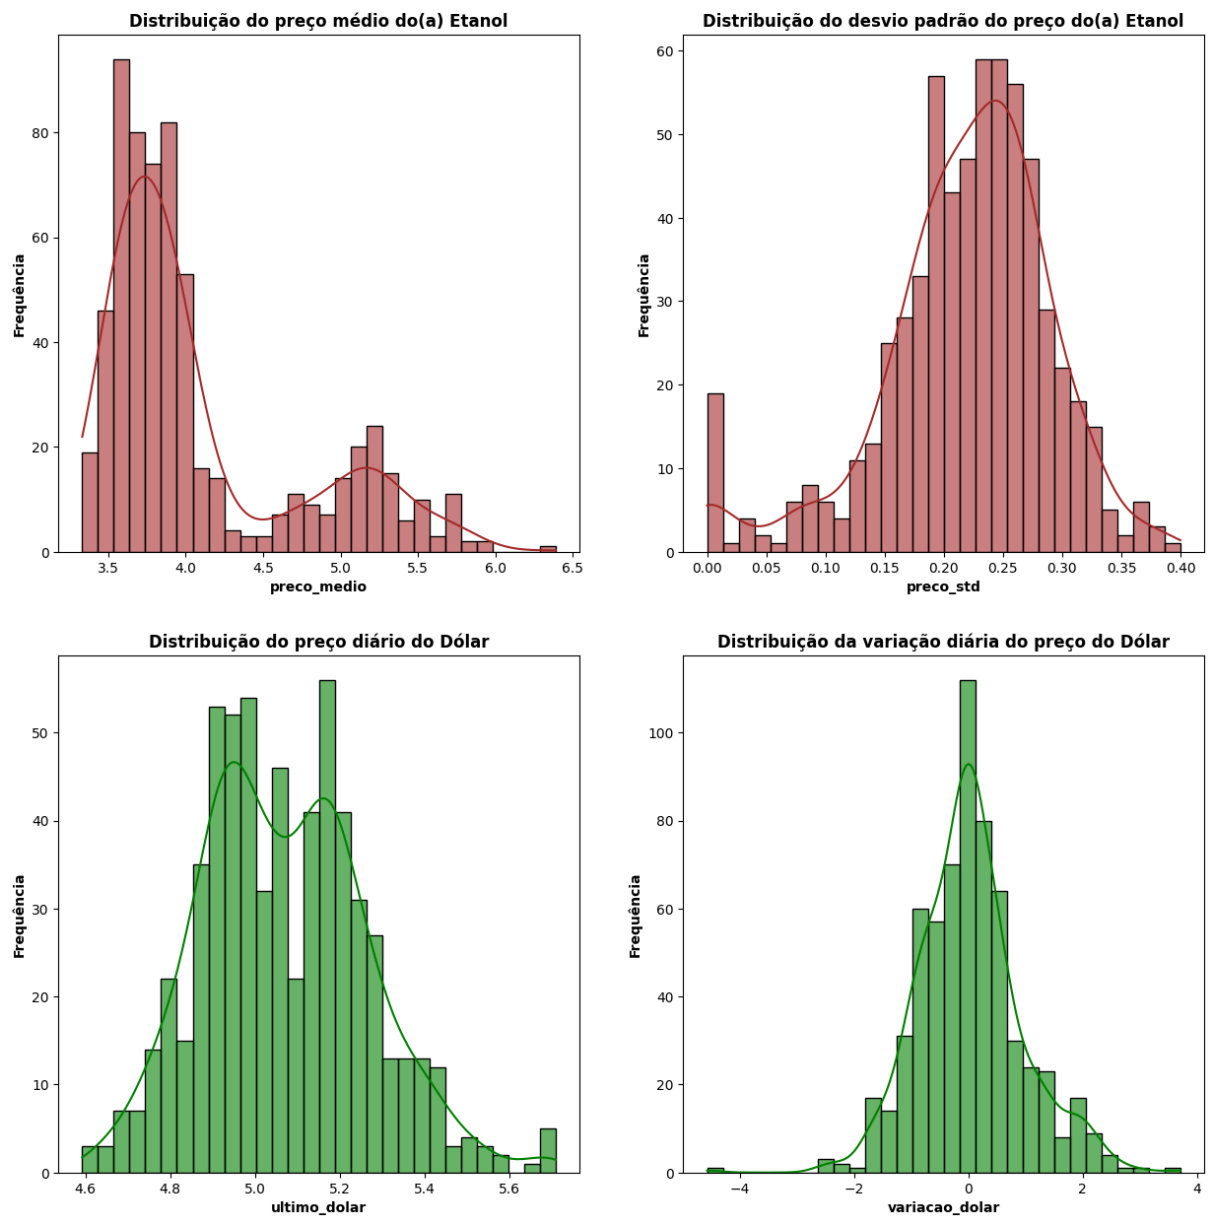 Distribuição do preço médio do(a) Etanol
Frequência
80
60
40
20
0
3.5 4.0 4.5 5.0 5.5 6.0 6.5
preco_medio
Distribuição do desvio padrão do preço do(a) Etanol
Frequência
60
50
40
30
20
10
0
0.00 0.05 0.10 0.15 0.20 0.25 0.30 0.35 0.40
preco_std
Distribuição do preço diário do Dólar
Frequência
50
40
30
20
10
0
4.6 4.8 5.0 5.2 5.4 5.6
ultimo_dolar
Distribuição da variação diária do preço do Dólar
Frequência
100
80
60
40
20
0
−4 −2 0 2 4
variacao_dolar